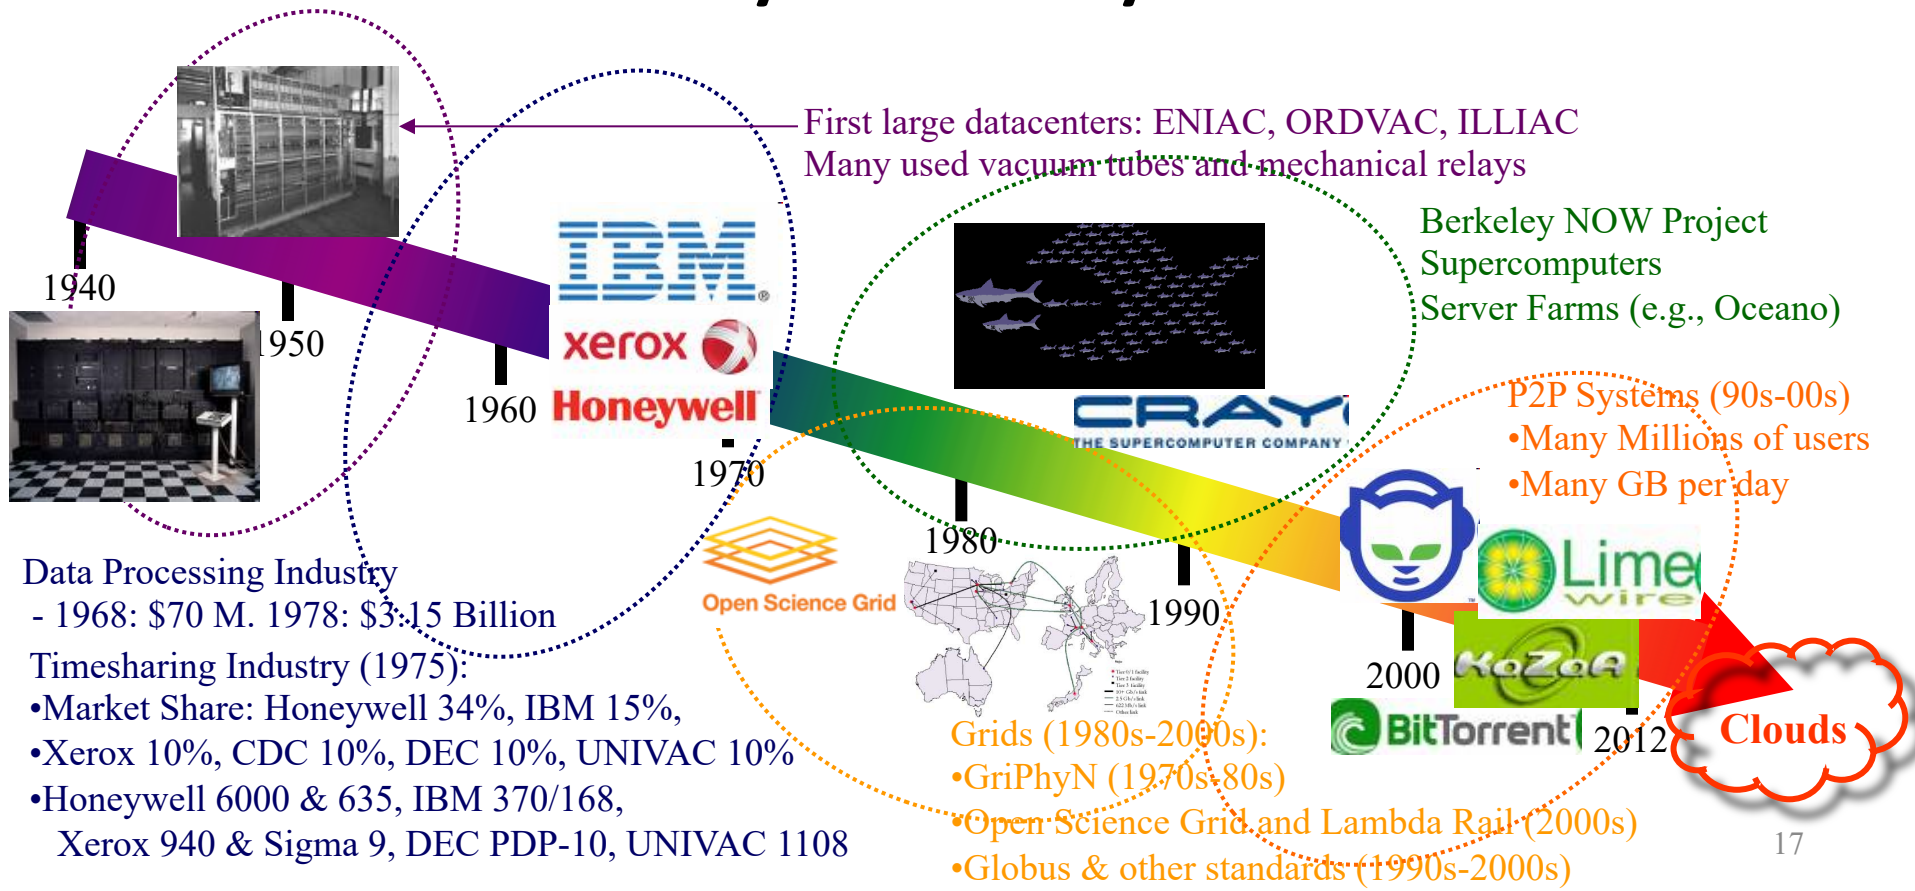 First large datacenters: ENIAC, ORDVAC, ILLIAC
Many used vacuum tubes and mechanical relays
Berkeley NOW Project
Supercomputers
Server Farms (e.g., Oceano)
1940
1950
1960
1970
1980
1990
2000
2012
IBM®
xerox
Honeywell
CRAY
THE SUPERCOMPUTER COMPANY
P2P Systems (90s-00s)
•Many Millions of users
•Many GB per day
Open Science Grid
Lime
wire
KaZaA
BitTorrent
Clouds
Data Processing Industry
- 1968: $70 M. 1978: $3.15 Billion
Timesharing Industry (1975):
•Market Share: Honeywell 34%, IBM 15%,
•Xerox 10%, CDC 10%, DEC 10%, UNIVAC 10%
•Honeywell 6000 & 635, IBM 370/168,
Xerox 940 & Sigma 9, DEC PDP-10, UNIVAC 1108
Grids (1980s-2000s):
•GriPhyN (1970s-80s)
•Open Science Grid and Lambda Rail (2000s)
•Globus & other standards (1990s-2000s)
17